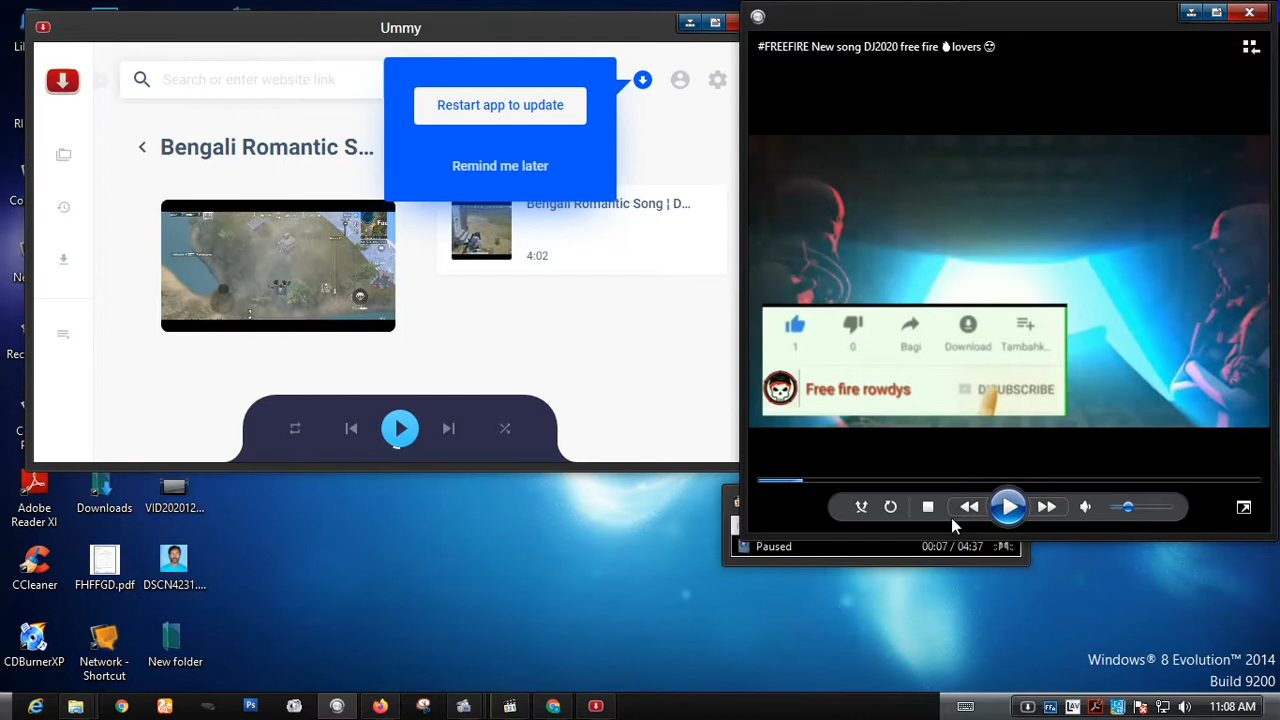 Ummy
Search or enter website link
Restart app to update
Remind me later
Bengali Romantic S...
Bengali Romantic Song ¦ D...
4:02
#FREEFIRE New song DJ2020 free fire 🔥lovers 😍
1
0
Bagi
Download
Tambahk...
Free fire rowdys
SUBSCRIBE
Paused
00:07 / 04:37
Adobe
Reader XI
Downloads
VID202012...
CCleaner
FHFFGD.pdf
DSCN4231....
CDBurnerXP
Network -
Shortcut
New folder
Windows® 8 Evolution™ 2014
Build 9200
11:08 AM